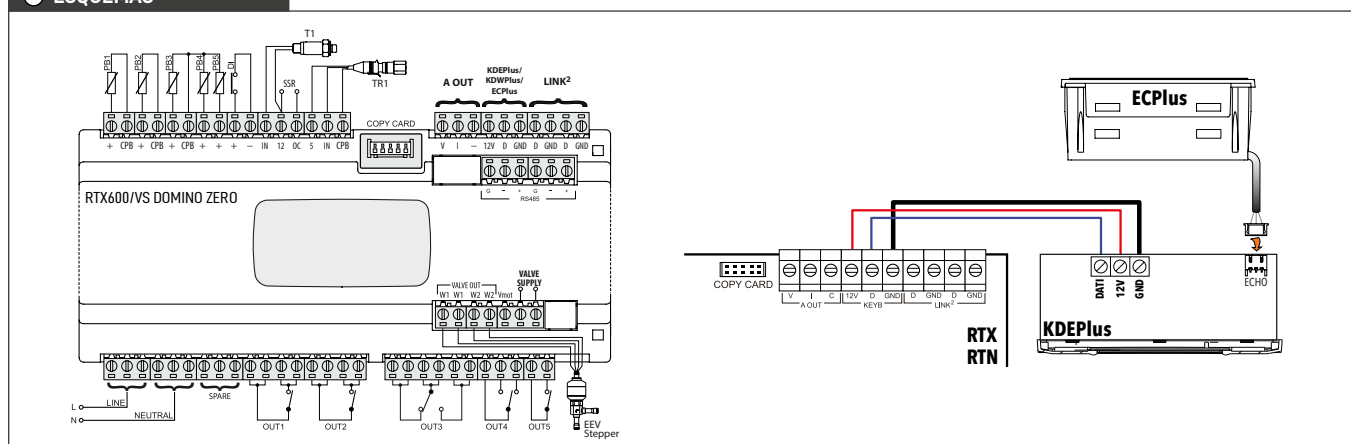 ESQUEMAS
T1
PB1
PB2
PB3
PB4
PB5
DI
SSR
TR1
A OUT
KDEPlus/
KDWPlus/
ECPlus
LINK²
COPY CARD
+ CPB + CPB + CPB + + + – IN 12 OC 5 IN CPB
V I – 12V D GND D GND D GND
G – + G – +
RS485
RTX600/VS DOMINO ZERO
VALVE OUT
VALVE
SUPPLY
W1 W1 W2 W2 Vmot
L
LINE
N
NEUTRAL
SPARE
OUT1
OUT2
OUT3
OUT4
OUT5
EEV
Stepper
ECPlus
COPY CARD
V I C 12V D GND D GND D GND
A OUT
KEYB
LINK²
RTX
RTN
DATI
12V
GND
ECHO
KDEPlus